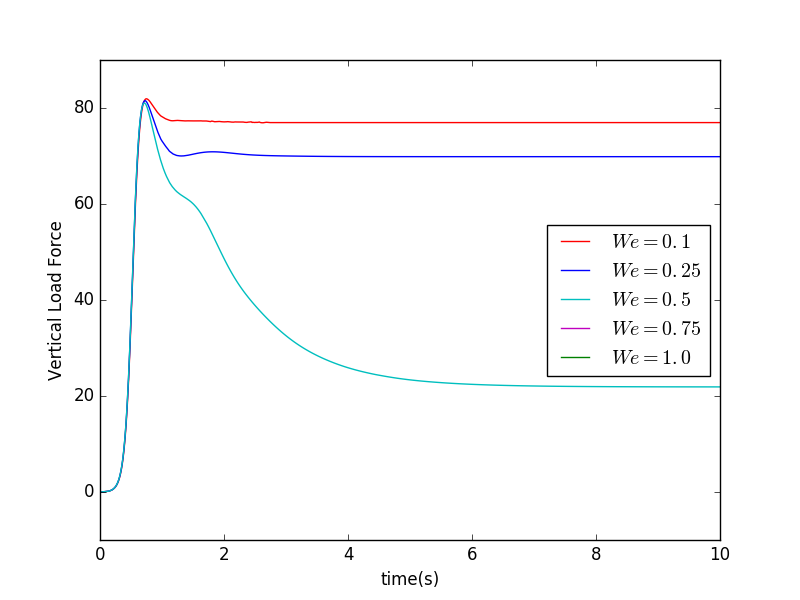 80
60
40
20
0
0 2 4 6 8 10
Vertical Load Force
time(s)
We = 0.1
We = 0.25
We = 0.5
We = 0.75
We = 1.0